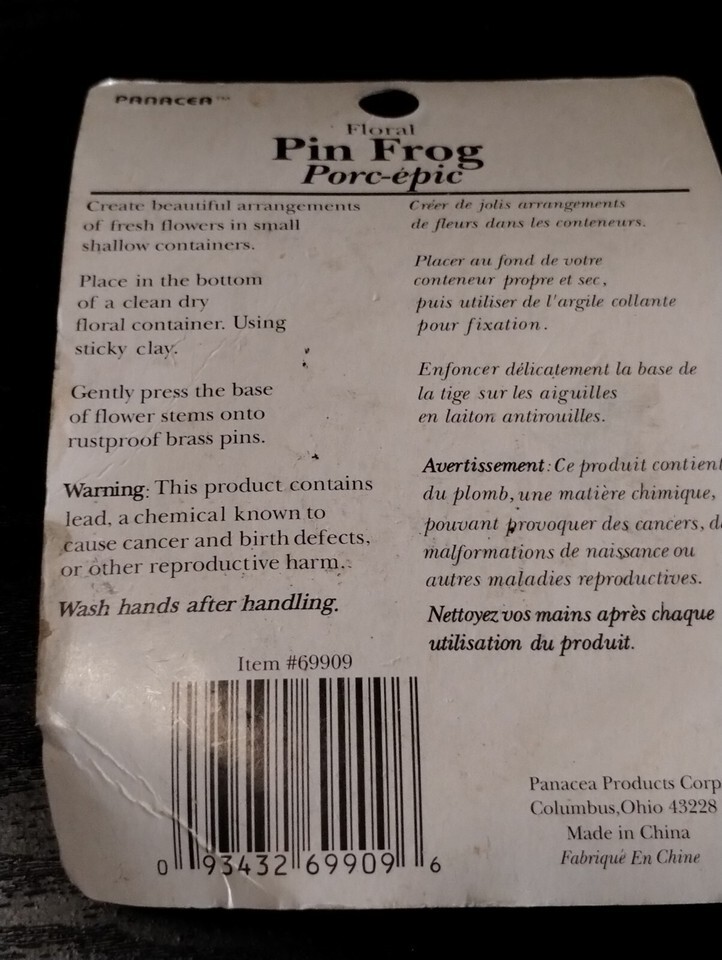 PANACEA™
Floral
Pin Frog
Porc-épic
Create beautiful arrangements
of fresh flowers in small
shallow containers.
Place in the bottom
of a clean dry
floral container. Using
sticky clay.
Gently press the base
of flower stems onto
rustproof brass pins.
Warning: This product contains
lead, a chemical known to
cause cancer and birth defects,
or other reproductive harm.
Wash hands after handling.
Créer de jolis arrangements
de fleurs dans les conteneurs.
Placer au fond de votre
conteneur propre et sec,
puis utiliser de l'argile collante
pour fixation.
Enfoncer délicatement la base de
la tige sur les aiguilles
en laiton antirouilles.
Avertissement: Ce produit contient
du plomb, une matière chimique,
pouvant provoquer des cancers,
malformations de naissance ou
autres maladies reproductives.
Nettoyez vos mains après chaque
utilisation du produit.
Item #69909
0 93432 69909 6
Panacea Products Corp
Columbus,Ohio 43228
Made in China
Fabriqué En Chine